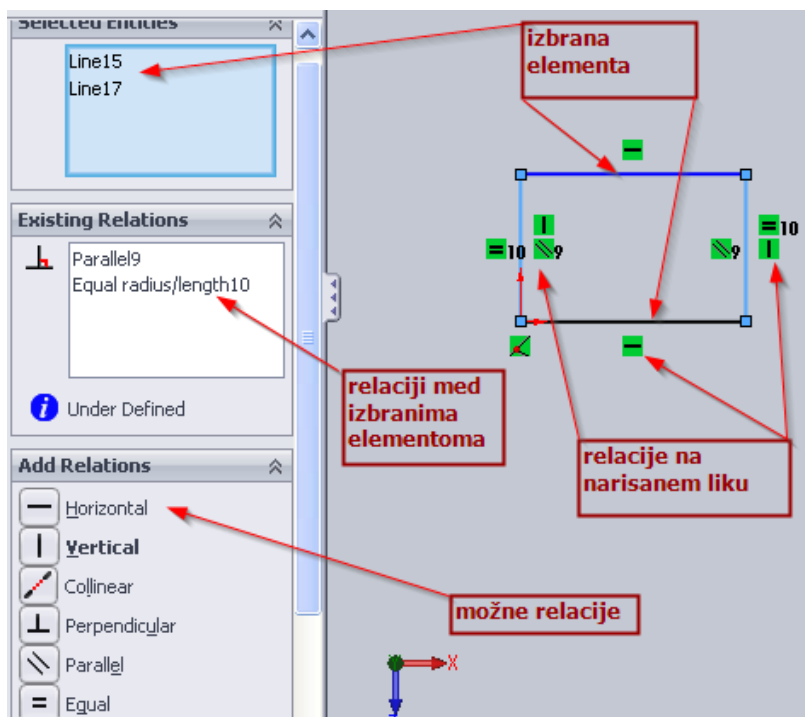 Selected Entities
Line15
Line17
Existing Relations
Parallel9
Equal radius/length10
Under Defined
Add Relations
Horizontal
Vertical
Collinear
Perpendicular
Parallel
Equal
izbrana
elementa
10
9
9
10
relaciji med
izbranima
elementoma
relacije na
narisanem liku
možne relacije
X